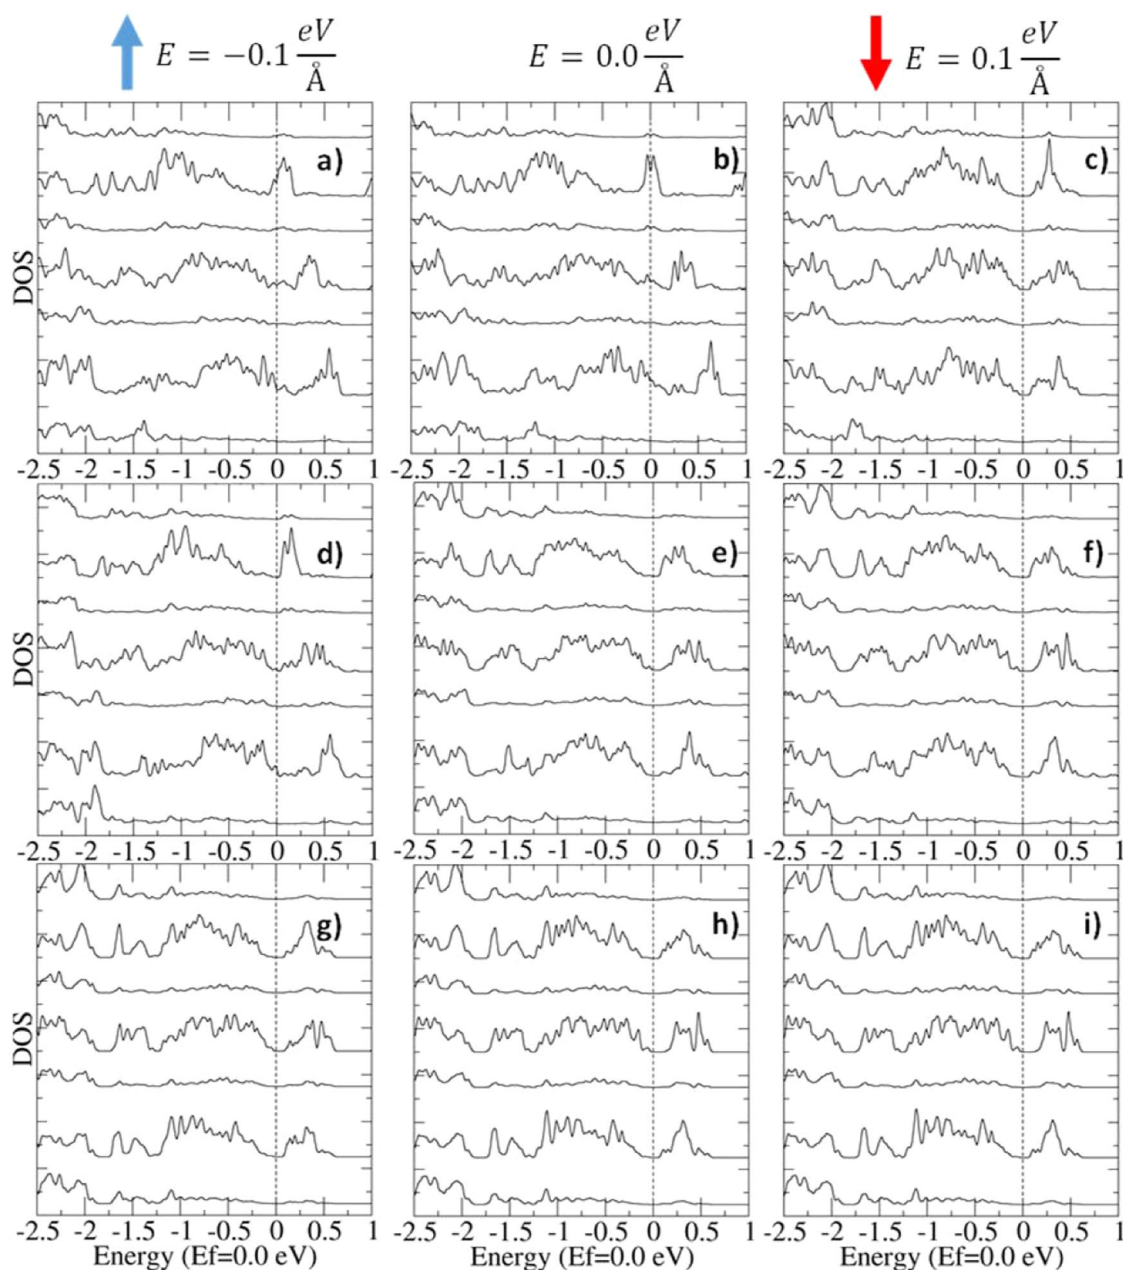 E = −0.1 eV/Å E = 0.0 eV/Å E = 0.1 eV/Å
a) b) c)
DOS
-2.5 -2 -1.5 -1 -0.5 0 0.5 1 -2.5 -2 -1.5 -1 -0.5 0 0.5 1 -2.5 -2 -1.5 -1 -0.5 0 0.5 1
d) e) f)
DOS
-2.5 -2 -1.5 -1 -0.5 0 0.5 1 -2.5 -2 -1.5 -1 -0.5 0 0.5 1 -2.5 -2 -1.5 -1 -0.5 0 0.5 1
g) h) i)
DOS
-2.5 -2 -1.5 -1 -0.5 0 0.5 1 -2.5 -2 -1.5 -1 -0.5 0 0.5 1 -2.5 -2 -1.5 -1 -0.5 0 0.5 1
Energy (Ef=0.0 eV) Energy (Ef=0.0 eV) Energy (Ef=0.0 eV)